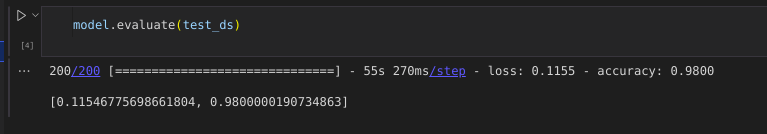 model.evaluate(test_ds)
[4]
... 200/200 [==============================] - 55s 270ms/step - loss: 0.1155 - accuracy: 0.9800
[0.11546775698661804, 0.9800000190734863]